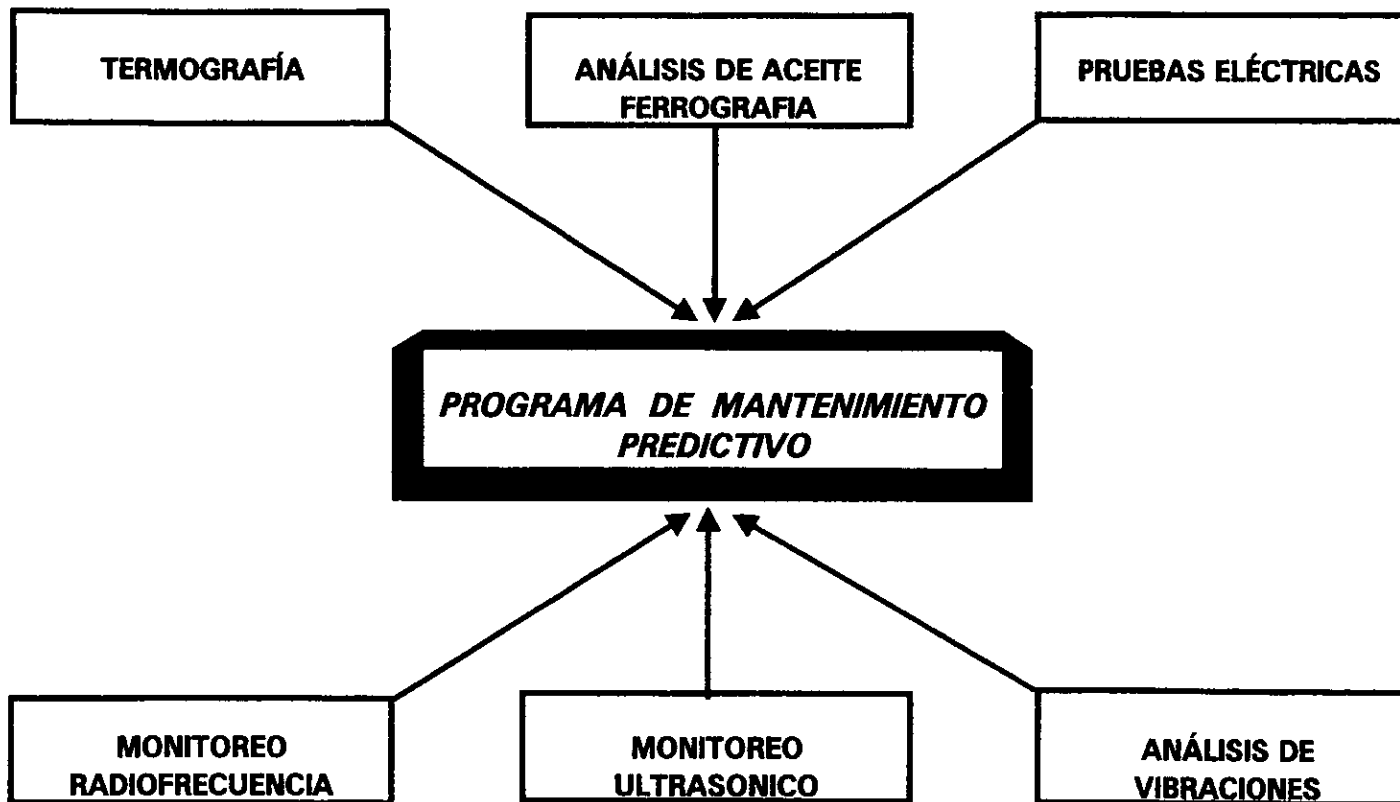 TERMOGRAFÍA
ANÁLISIS DE ACEITE
FERROGRAFIA
PRUEBAS ELÉCTRICAS
PROGRAMA DE MANTENIMIENTO
PREDICTIVO
MONITOREO
RADIOFRECUENCIA
MONITOREO
ULTRASONICO
ANÁLISIS DE
VIBRACIONES